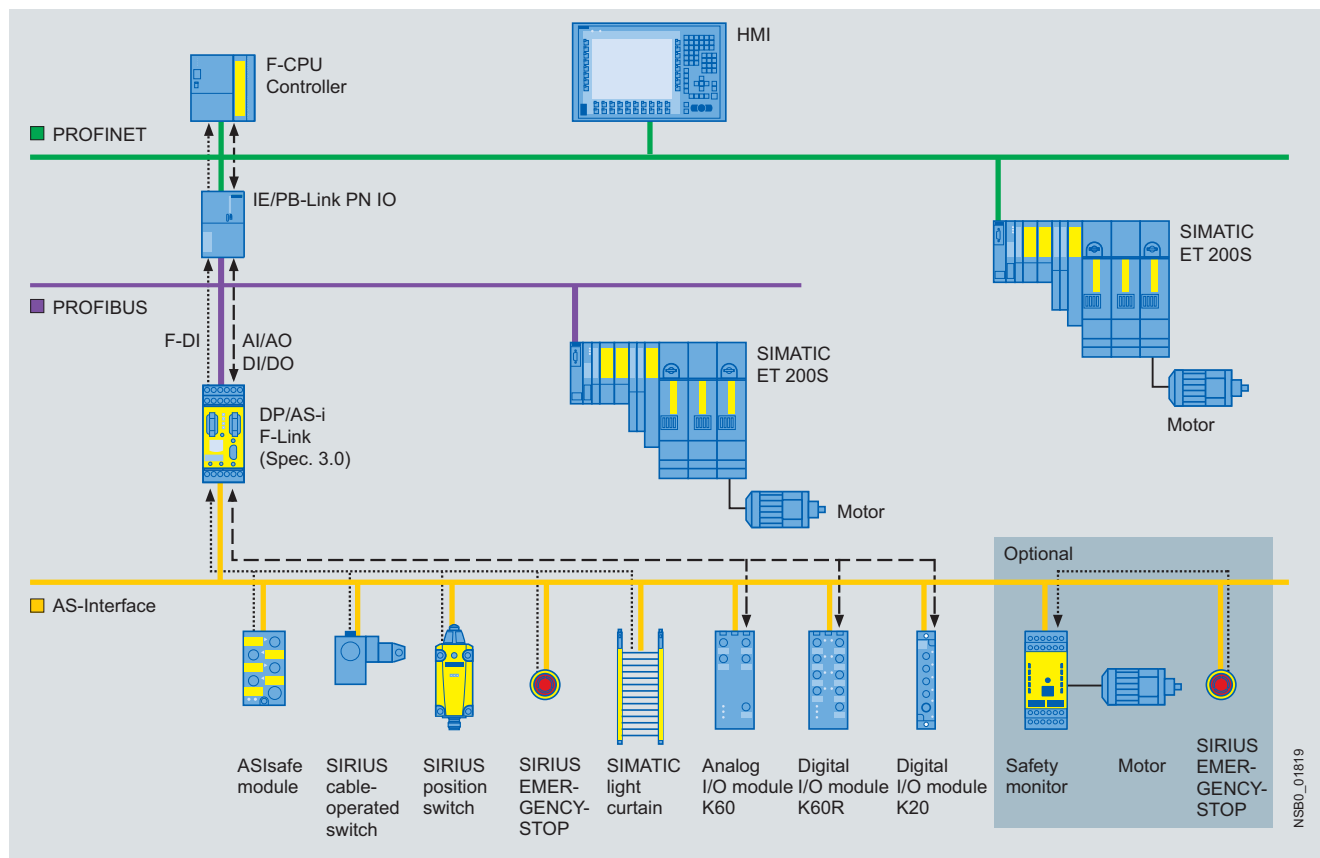 HMI
F-CPU
Controller
PROFINET
IE/PB-Link PN IO
SIMATIC
ET 200S
PROFIBUS
F-DI
AI/AO
DI/DO
SIMATIC
ET 200S
DP/AS-i
F-Link
(Spec. 3.0)
Motor
Motor
Optional
AS-Interface
ASIsafe
module
SIRIUS
cable-
operated
switch
SIRIUS
position
switch
SIRIUS
EMER-
GENCY-
STOP
SIMATIC
light
curtain
Analog
I/O module
K60
Digital
I/O module
K60R
Digital
I/O module
K20
Safety
monitor
Motor
SIRIUS
EMER-
GENCY-
STOP
NSB0_01819